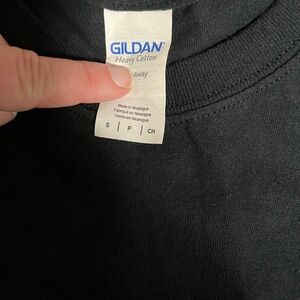 GILDAN
Heavy Cotton
Made in Nicaragua
Fabriqué au Nicaragua
Hecho en Nicaragua
S | P | CH